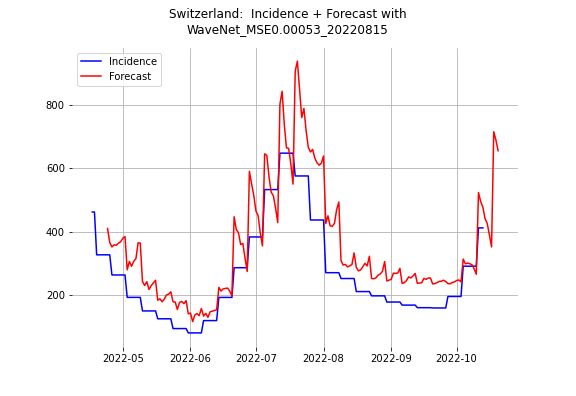 Switzerland:  Incidence + Forecast with
WaveNet_MSE0.00053_20220815
Incidence
Forecast
800
600
400
200
2022-05 2022-06 2022-07 2022-08 2022-09 2022-10